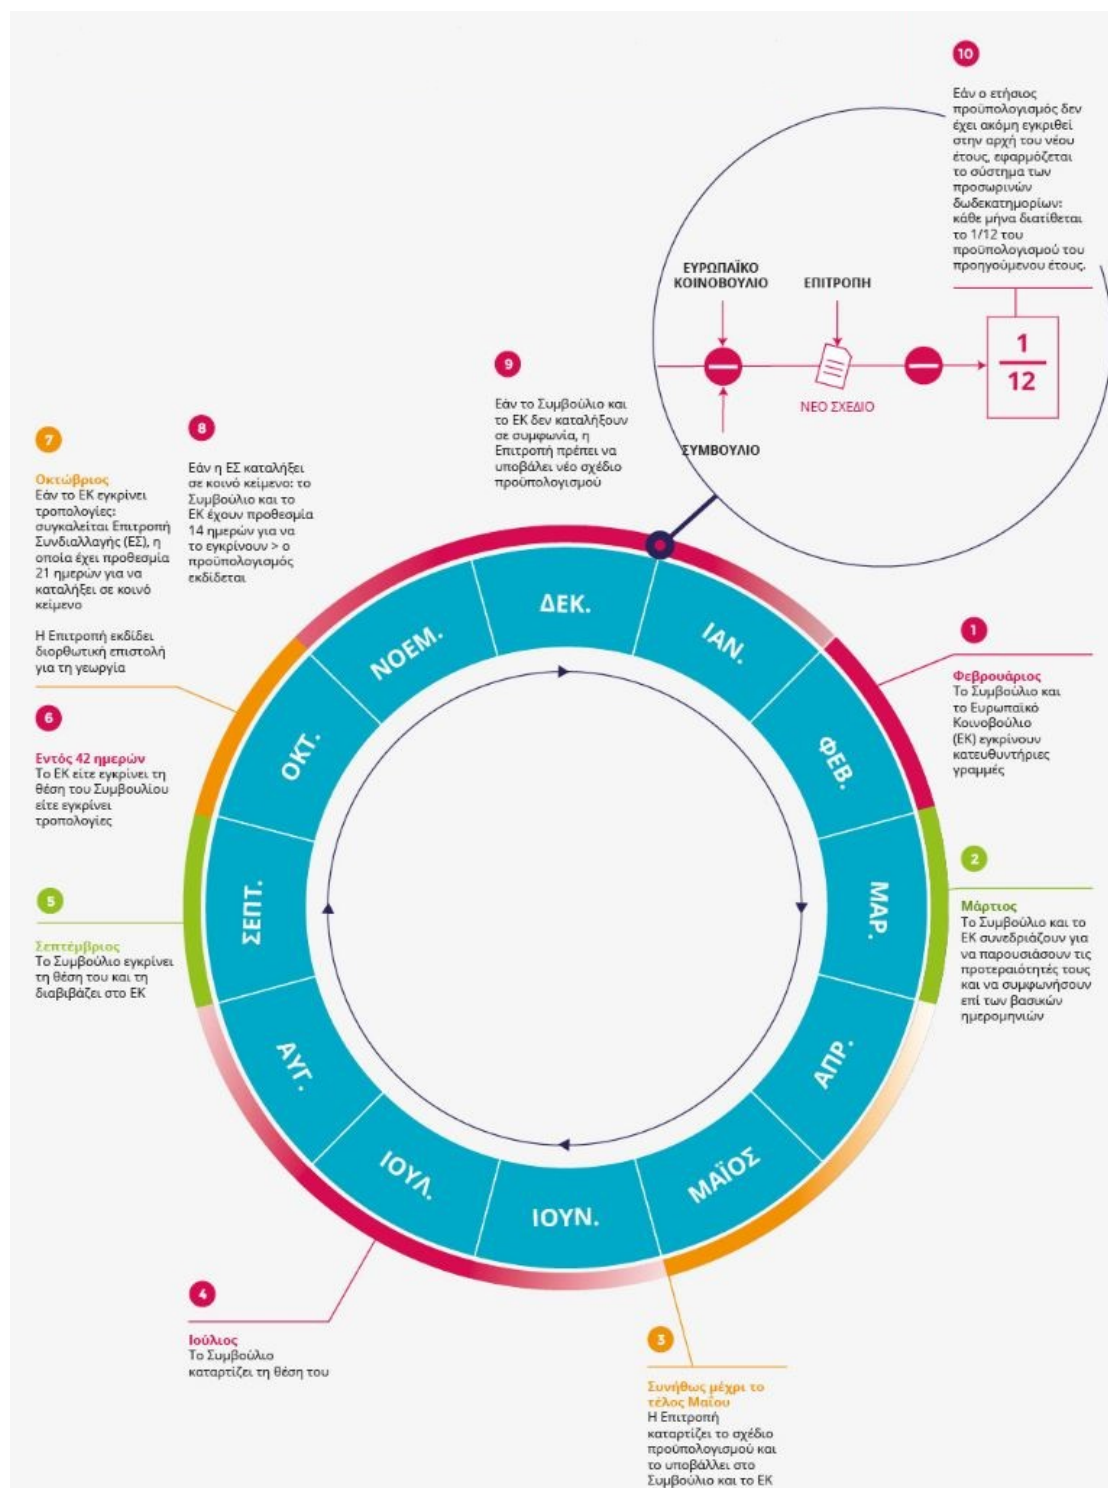 10
Εάν ο ετήσιος
προϋπολογισμός δεν
έχει ακόμη εγκριθεί
στην αρχή του νέου
έτους, εφαρμόζεται
το σύστημα των
προσωρινών
δωδεκατημορίων:
κάθε μήνα διατίθεται
το 1/12 του
προϋπολογισμού του
προηγούμενου έτους.
ΕΥΡΩΠΑΪΚΟ
ΚΟΙΝΟΒΟΥΛΙΟ
ΕΠΙΤΡΟΠΗ
1
12
ΝΕΟ ΣΧΕΔΙΟ
ΣΥΜΒΟΥΛΙΟ
9
Εάν το Συμβούλιο και
το ΕΚ δεν καταλήξουν
σε συμφωνία, η
Επιτροπή πρέπει να
υποβάλει νέο σχέδιο
προϋπολογισμού
8
Εάν η ΕΣ καταλήξει
σε κοινό κείμενο: το
Συμβούλιο και το
ΕΚ έχουν προθεσμία
14 ημερών για να
το εγκρίνουν > ο
προϋπολογισμός
εκδίδεται
7
Οκτώβριος
Εάν το ΕΚ εγκρίνει
τροπολογίες:
συγκαλείται Επιτροπή
Συνδιαλλαγής (ΕΣ), η
οποία έχει προθεσμία
21 ημερών για να
καταλήξει σε κοινό
κείμενο
Η Επιτροπή εκδίδει
διορθωτική επιστολή
για τη γεωργία
6
Εντός 42 ημερών
Το ΕΚ είτε εγκρίνει τη
θέση του Συμβουλίου
είτε εγκρίνει
τροπολογίες
5
Σεπτέμβριος
Το Συμβούλιο εγκρίνει
τη θέση του και τη
διαβιβάζει στο ΕΚ
ΔΕΚ.
ΙΑΝ.
ΦΕΒ.
ΜΑΡ.
ΑΠΡ.
ΜΑΪΟΣ
ΙΟΥΝ.
ΙΟΥΛ.
ΑΥΓ.
ΣΕΠΤ.
ΟΚΤ.
ΝΟΕΜ.
1
Φεβρουάριος
Το Συμβούλιο και
το Ευρωπαϊκό
Κοινοβούλιο
(ΕΚ) εγκρίνουν
κατευθυντήριες
γραμμές
2
Μάρτιος
Το Συμβούλιο και το
ΕΚ συνεδριάζουν για
να παρουσιάσουν τις
προτεραιότητές τους
και να συμφωνήσουν
επί των βασικών
ημερομηνιών
4
Ιούλιος
Το Συμβούλιο
καταρτίζει τη θέση του
3
Συνήθως μέχρι το
τέλος Μαΐου
Η Επιτροπή
καταρτίζει το σχέδιο
προϋπολογισμού και
το υποβάλλει στο
Συμβούλιο και το ΕΚ